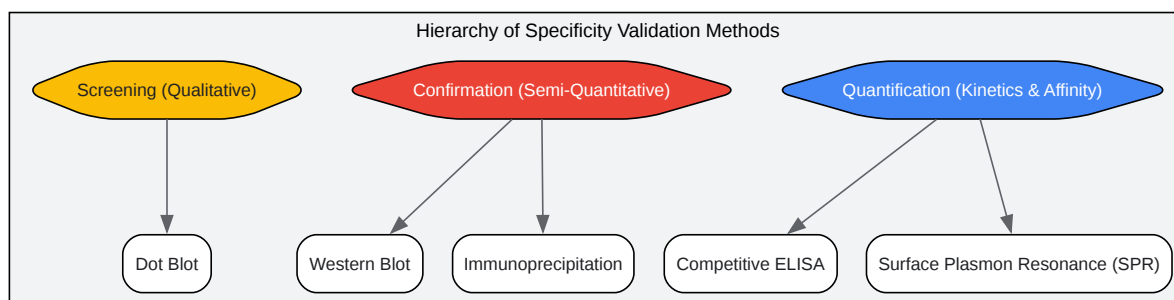 Hierarchy of Specificity Validation Methods
Screening (Qualitative)
Confirmation (Semi-Quantitative)
Quantification (Kinetics & Affinity)
Dot Blot
Western Blot
Immunoprecipitation
Competitive ELISA
Surface Plasmon Resonance (SPR)